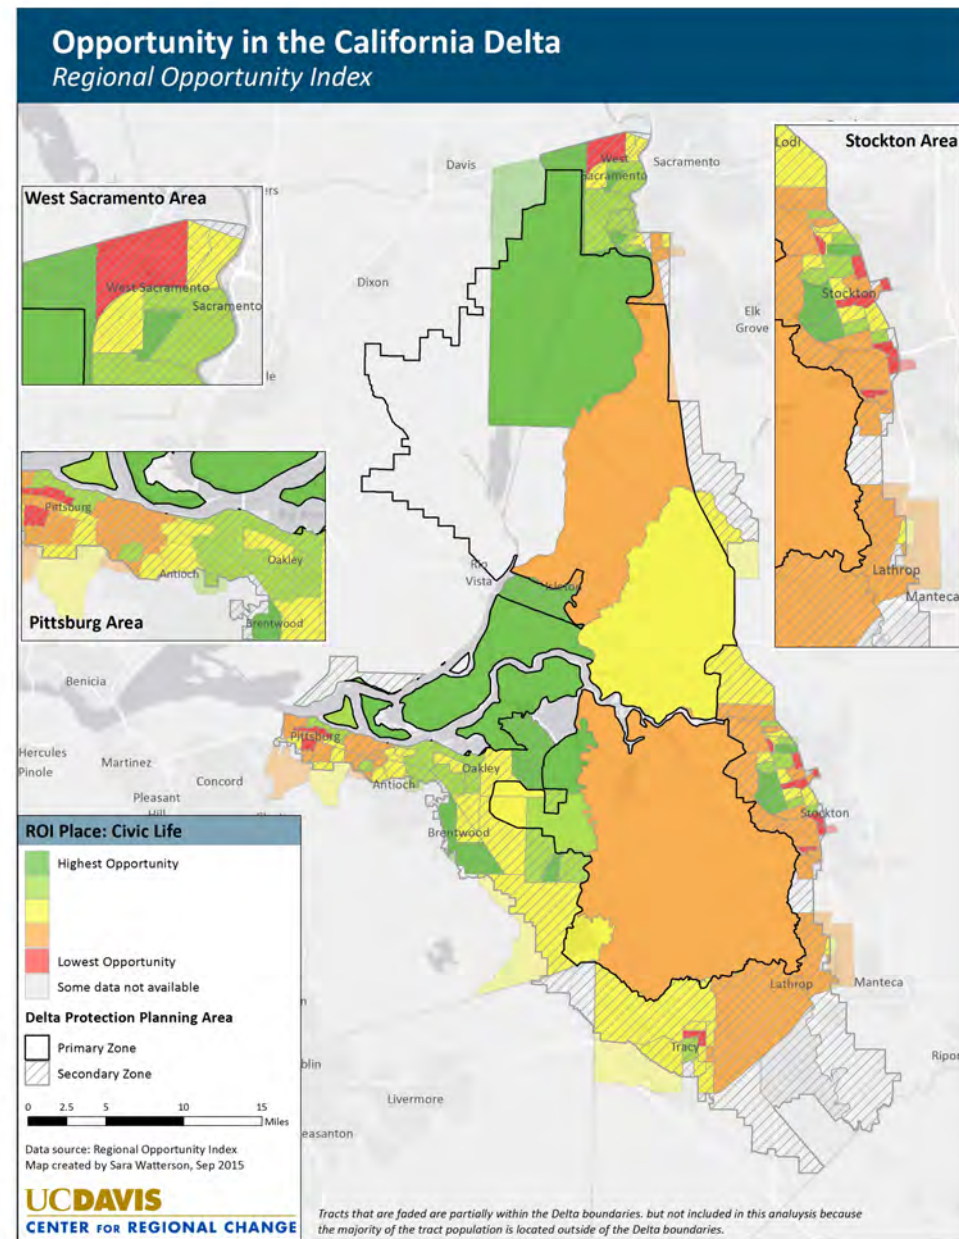 Opportunity in the California Delta
Regional Opportunity Index
Stockton Area
Lodi
Stockton
Lathrop
Manteca
West Sacramento Area
West Sacramento
Sacramento
Pittsburg
Antioch
Oakley
Brentwood
Pittsburg Area
Davis
West
Sacramento
Sacramento
Dixon
Elk
Grove
Rio
Vista
Isleton
Benicia
Hercules
Pinole
Martinez
Concord
Pleasant
Pittsburg
Antioch
Oakley
Brentwood
Stockton
Lathrop
Manteca
Tracy
Livermore
ROI Place: Civic Life
Highest Opportunity
Lowest Opportunity
Some data not available
Delta Protection Planning Area
Primary Zone
Secondary Zone
0 2.5 5 10 15
Miles
Data source: Regional Opportunity Index
Map created by Sara Watterson, Sep 2015
UCDAVIS
CENTER FOR REGIONAL CHANGE
Tracts that are faded are partially within the Delta boundaries. but not included in this analuysis because
the majority of the tract population is located outside of the Delta boundaries.